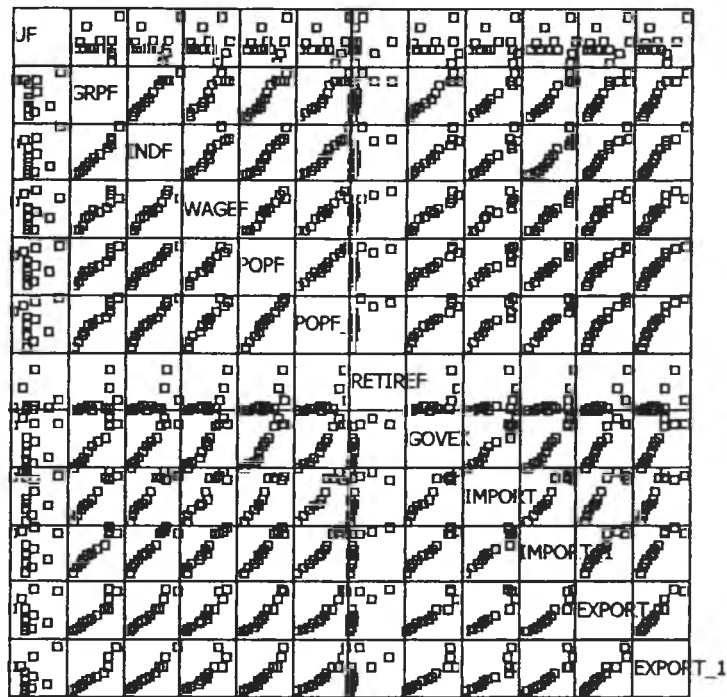 UF
GRPF
INDF
WAGEF
POPF
POPF_
RETIREF
GOVEX
IMPORT
EXPORT
EXPORT_1